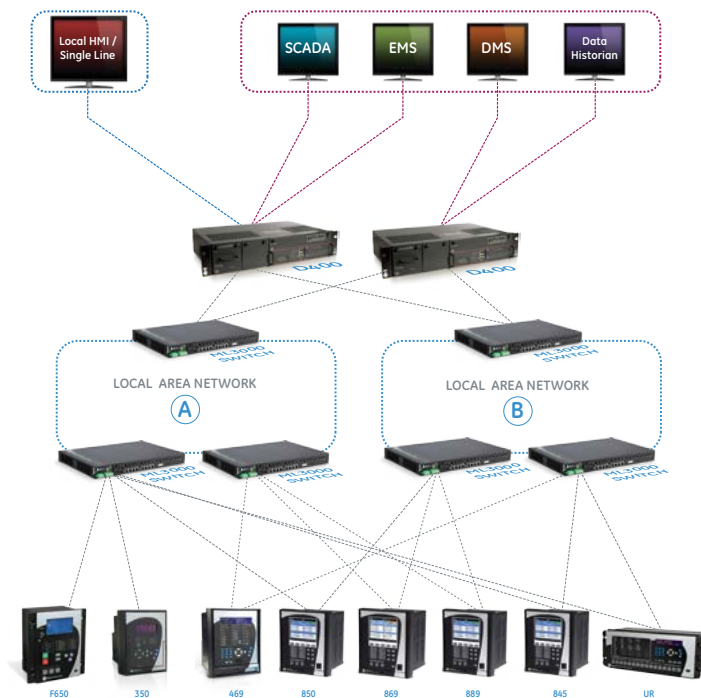 Local HMI /
Single Line
SCADA
EMS
DMS
Data
Historian
D400
D400
ML3000
SWITCH
ML3000
SWITCH
LOCAL AREA NETWORK
A
LOCAL AREA NETWORK
B
ML3000
SWITCH
ML3000
SWITCH
ML3000
SWITCH
ML3000
SWITCH
F650
350
469
850
869
889
845
UR